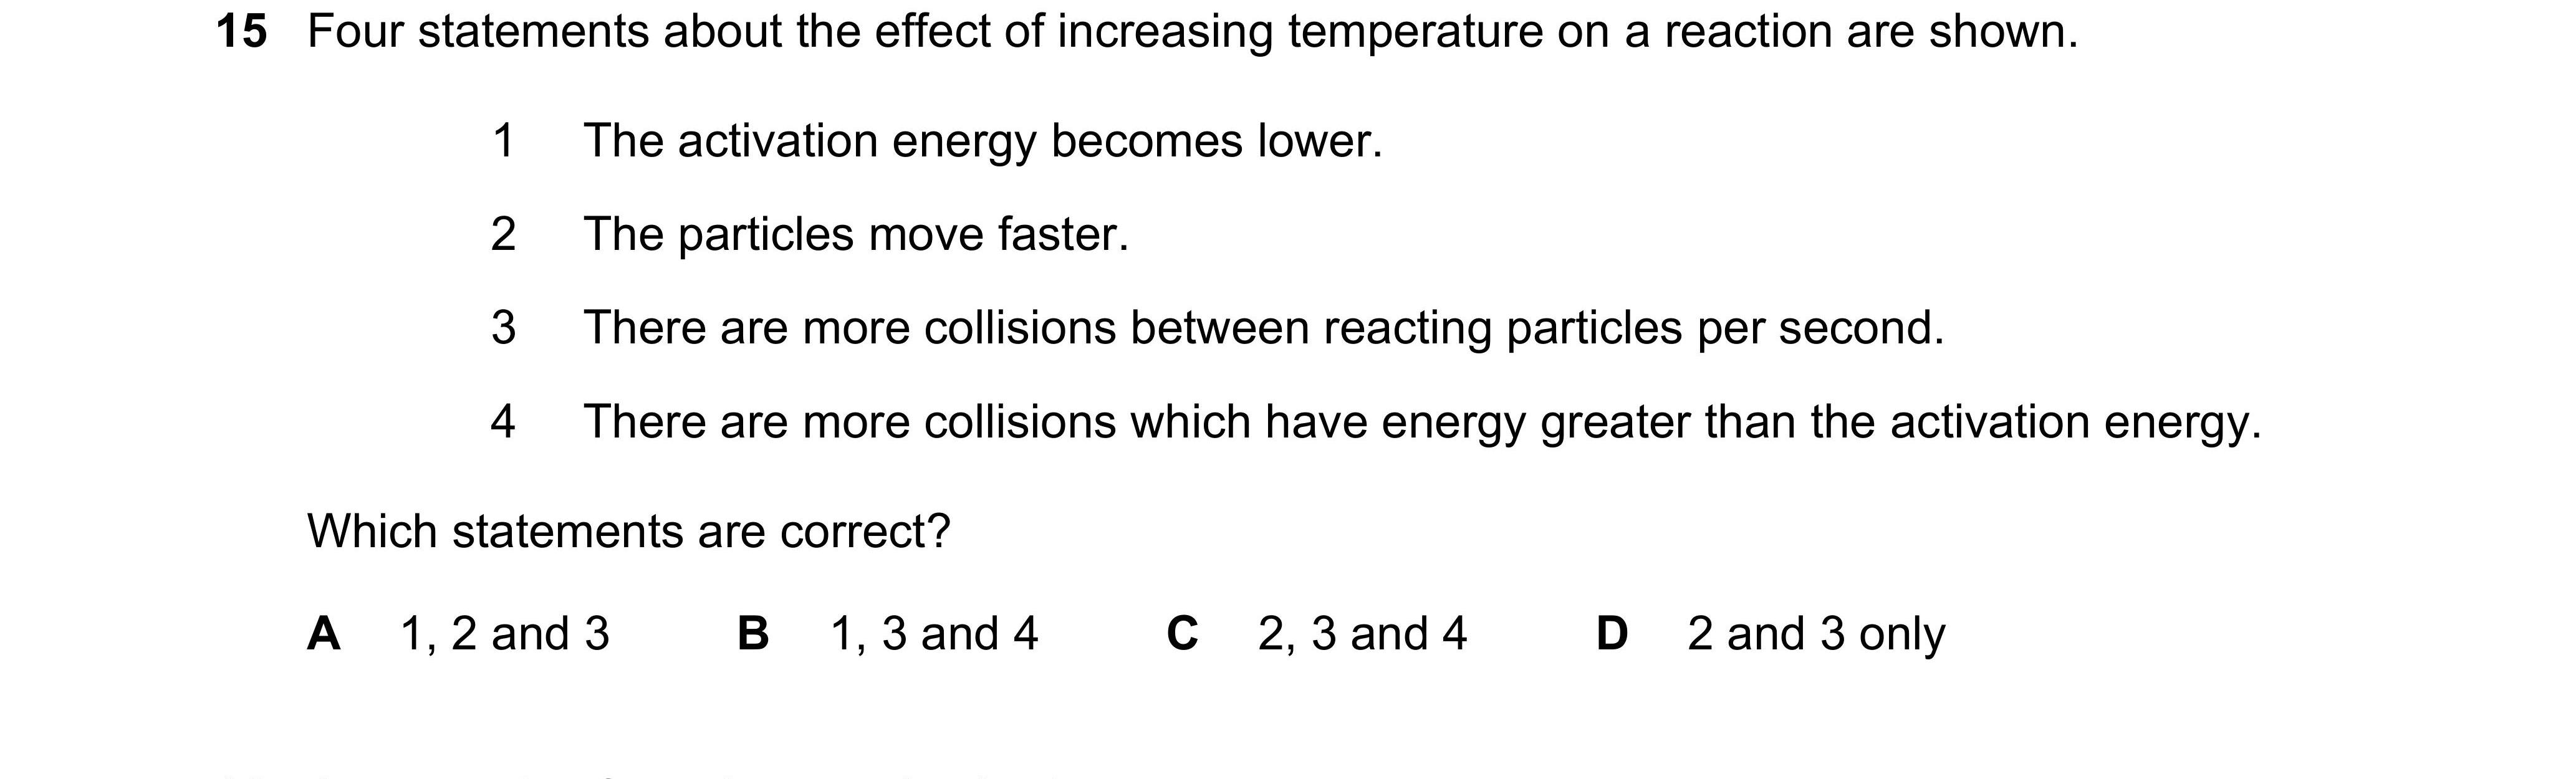 15 Four statements about the effect of increasing temperature on a reaction are shown.
1 The activation energy becomes lower.
2 The particles move faster.
3 There are more collisions between reacting particles per second.
4 There are more collisions which have energy greater than the activation energy.
Which statements are correct?
A 1, 2 and 3 B 1, 3 and 4 C 2, 3 and 4 D 2 and 3 only